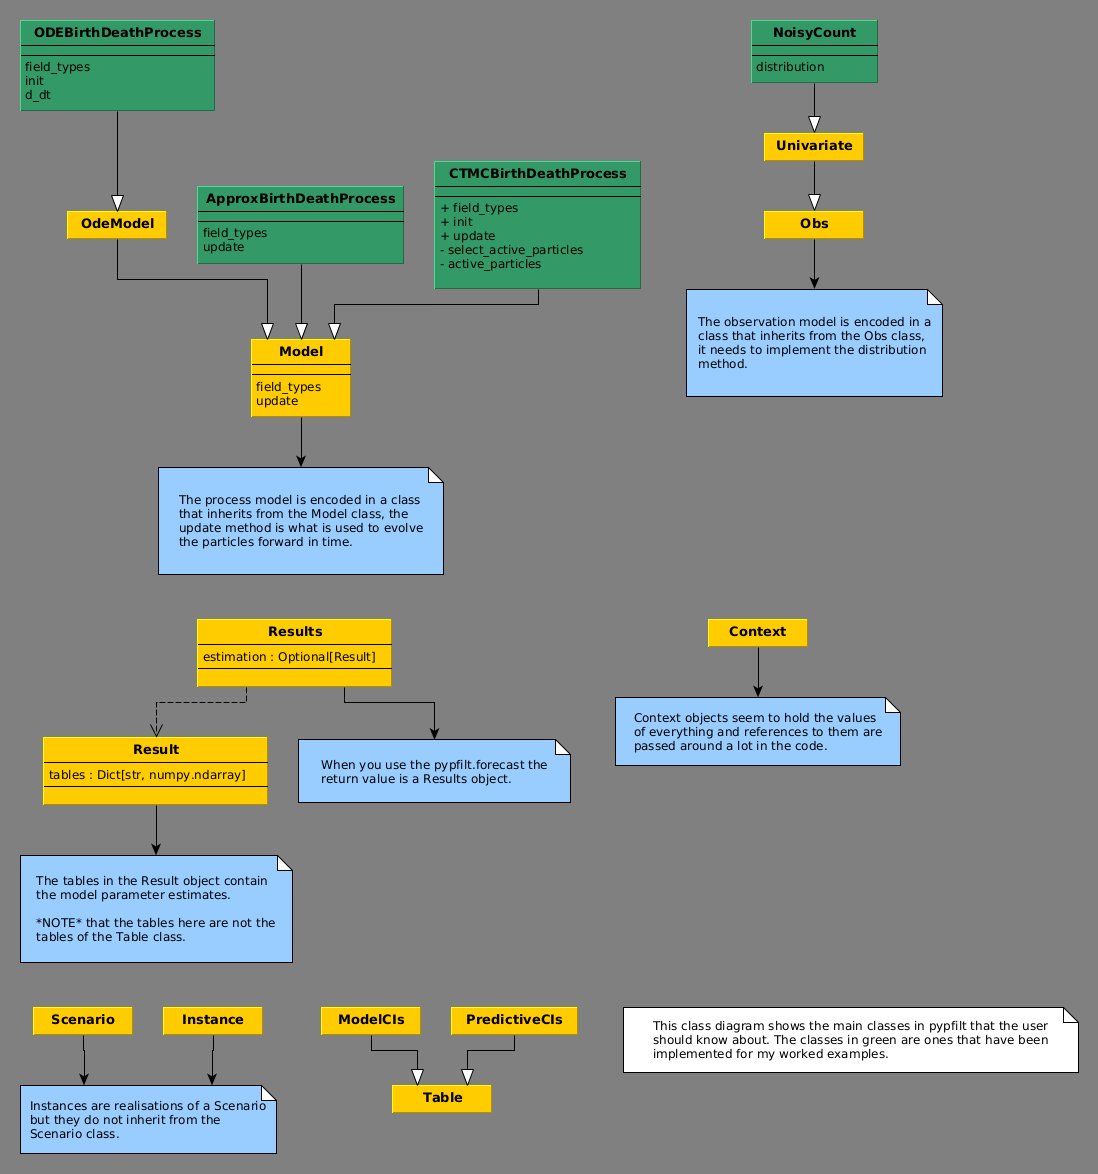 ODEBirthDeathProcess
field_types
init
d_dt
NoisyCount
distribution
Univariate
CTMCBirthDeathProcess
+ field_types
+ init
+ update
- select_active_particles
- active_particles
ApproxBirthDeathProcess
field_types
update
OdeModel
Obs
The observation model is encoded in a
class that inherits from the Obs class,
it needs to implement the distribution
method.
Model
field_types
update
The process model is encoded in a class
that inherits from the Model class, the
update method is what is used to evolve
the particles forward in time.
Results
estimation : Optional[Result]
Context
Context objects seem to hold the values
of everything and references to them are
passed around a lot in the code.
Result
tables : Dict[str, numpy.ndarray]
When you use the pypfilt.forecast the
return value is a Results object.
The tables in the Result object contain
the model parameter estimates.
*NOTE* that the tables here are not the
tables of the Table class.
Scenario
Instance
ModelCIs
PredictiveCIs
This class diagram shows the main classes in pypfilt that the user
should know about. The classes in green are ones that have been
implemented for my worked examples.
Table
Instances are realisations of a Scenario
but they do not inherit from the
Scenario class.